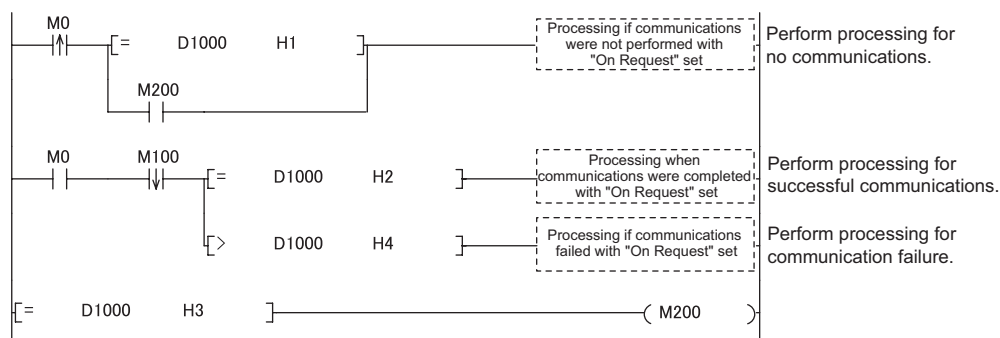 M0
[= D1000 H1 ]
Processing if communications
were not performed with
"On Request" set
Perform processing for
no communications.
M200
M0 M100
[= D1000 H2 ]
Processing when
communications were completed
with "On Request" set
Perform processing for
successful communications.
[> D1000 H4 ]
Processing if communications
failed with "On Request" set
Perform processing for
communication failure.
[= D1000 H3 ] ( M200 )